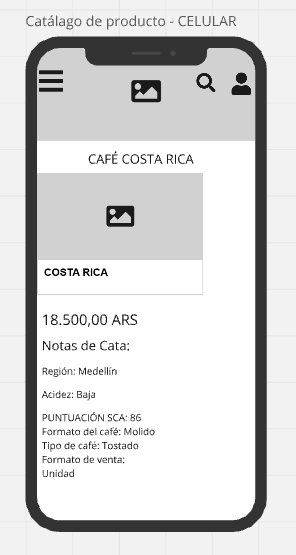 Catálago de producto - CELULAR
CAFÉ COSTA RICA
COSTA RICA
18.500,00 ARS
Notas de Cata:
Región: Medellín
Acidez: Baja
PUNTUACIÓN SCA: 86
Formato del café: Molido
Tipo de café: Tostado
Formato de venta:
Unidad